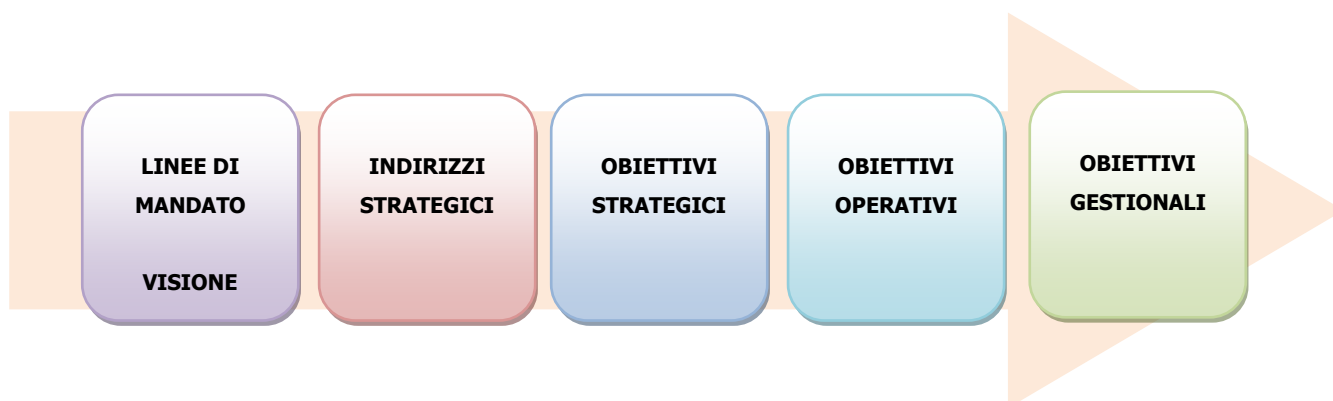 LINEE DI
MANDATO
VISIONE
INDIRIZZI
STRATEGICI
OBIETTIVI
STRATEGICI
OBIETTIVI
OPERATIVI
OBIETTIVI
GESTIONALI